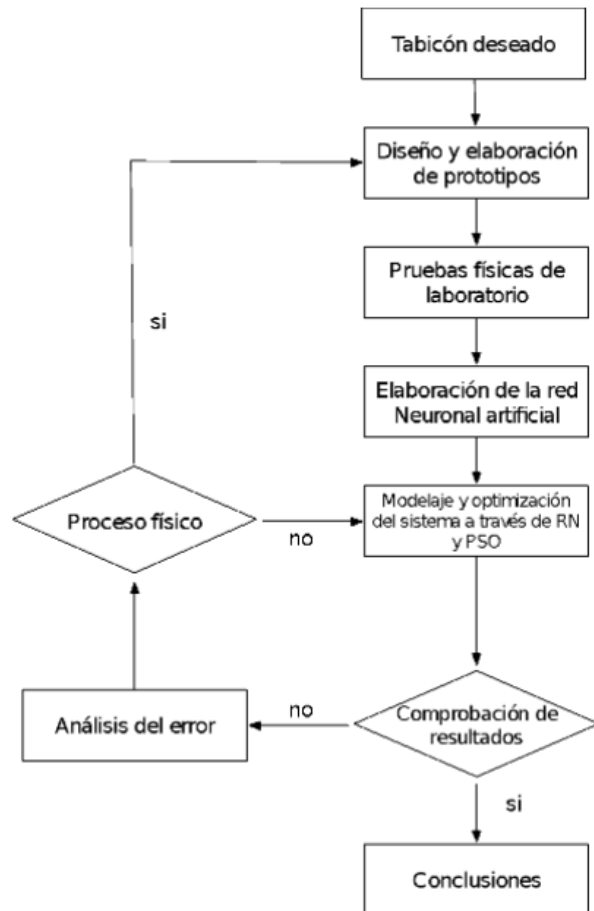 Tabicón deseado
Diseño y elaboración
de prototipos
Pruebas físicas de
laboratorio
si
Elaboración de la red
Neuronal artificial
Modelaje y optimización
del sistema a través de RN
y PSO
Proceso físico
no
Comprobación de
resultados
no
Análisis del error
si
Conclusiones